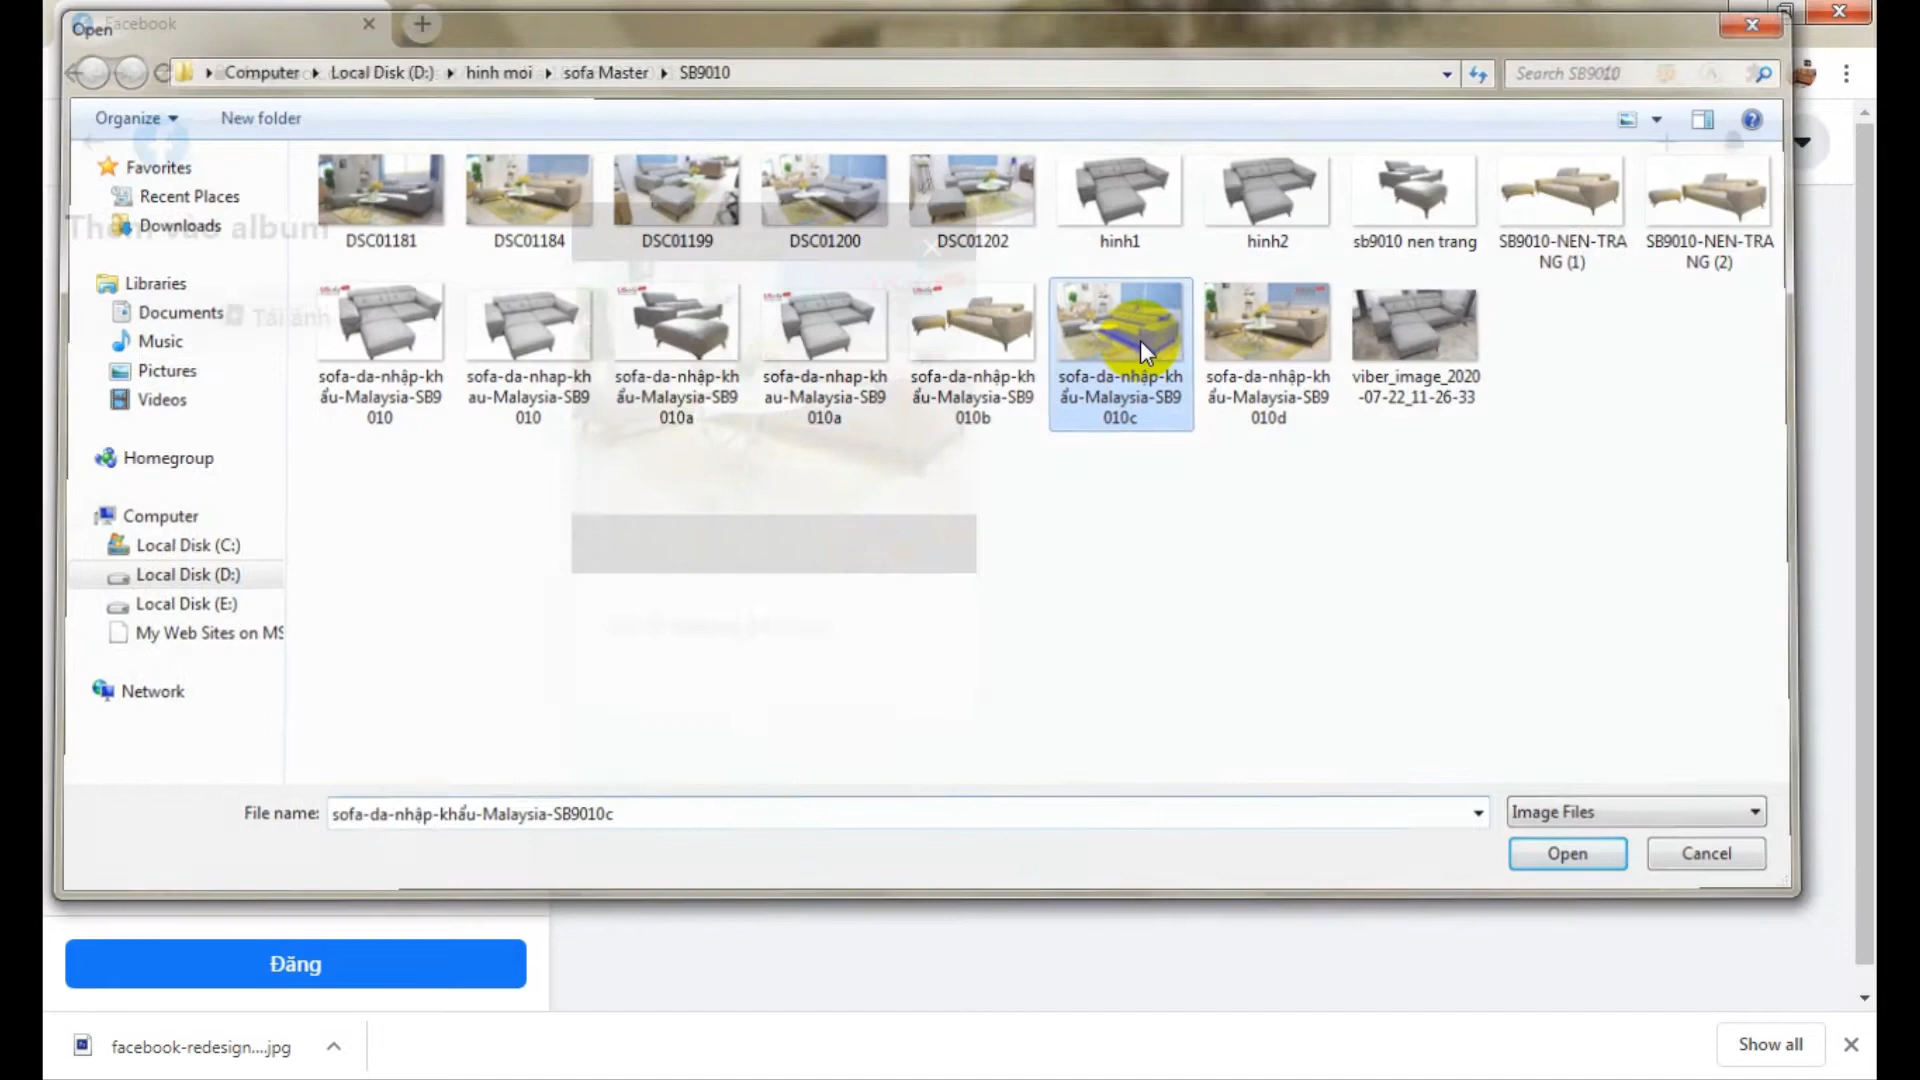 Open
Facebook
Computer
Local Disk (D:)
hinh moi
sofa Master
SB9010
Search SB9010
Organize
New folder
Favorites
Recent Places
Downloads
Thêm vào album
Libraries
Documents
Tải ảnh
Music
Pictures
Videos
Homegroup
Computer
Local Disk (C:)
Local Disk (D:)
Local Disk (E:)
My Web Sites on MS
Network
DSC01181
DSC01184
DSC01199
DSC01200
DSC01202
hinh1
hinh2
sb9010 nen trang
SB9010-NEN-TRA
NG (1)
SB9010-NEN-TRA
NG (2)
sofa-da-nhập-kh
ẩu-Malaysia-SB9
010
sofa-da-nhap-kh
au-Malaysia-SB9
010
sofa-da-nhập-kh
ẩu-Malaysia-SB9
010a
sofa-da-nhap-kh
au-Malaysia-SB9
010a
sofa-da-nhập-kh
ẩu-Malaysia-SB9
010b
sofa-da-nhập-kh
ẩu-Malaysia-SB9
010c
sofa-da-nhập-kh
ẩu-Malaysia-SB9
010d
viber_image_2020
-07-22_11-26-33
File name:
sofa-da-nhập-khẩu-Malaysia-SB9010c
Image Files
Open
Cancel
Đăng
facebook-redesign....jpg
Show all